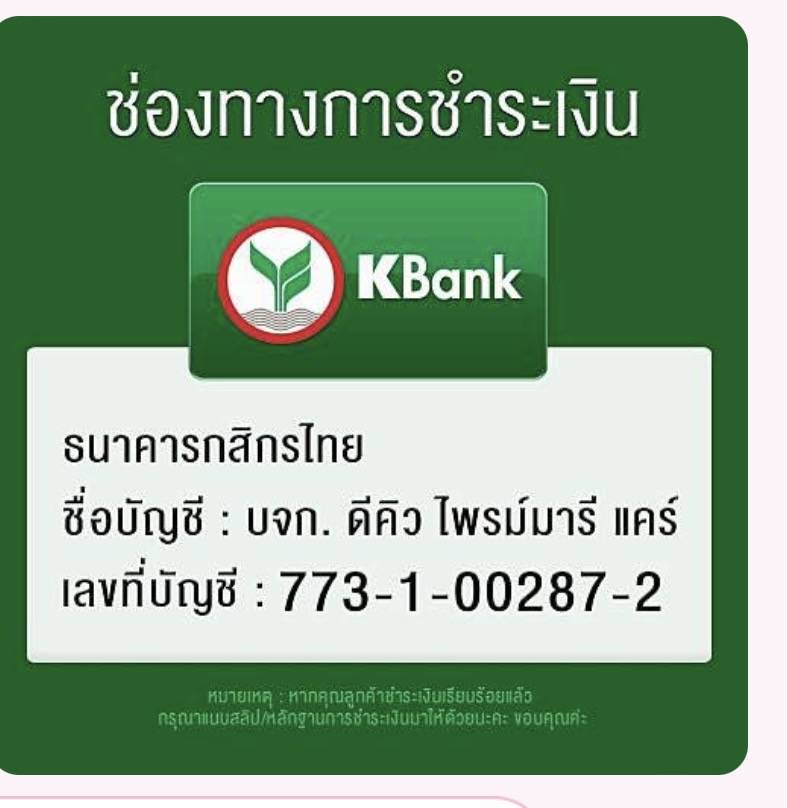 ช่องทางการชำระเงิน
KBank
ธนาคารกสิกรไทย
ชื่อบัญชี : บจก. ดีคิว ไพรม์มารี แคร์
เลขที่บัญชี : 773-1-00287-2
หมายเหตุ : หากคุณลูกค้าชำระเงินเรียบร้อยแล้ว
กรุณาแนบสลิป/หลักฐานการชำระเงินมาให้ด้วยนะคะ ขอบคุณค่ะ